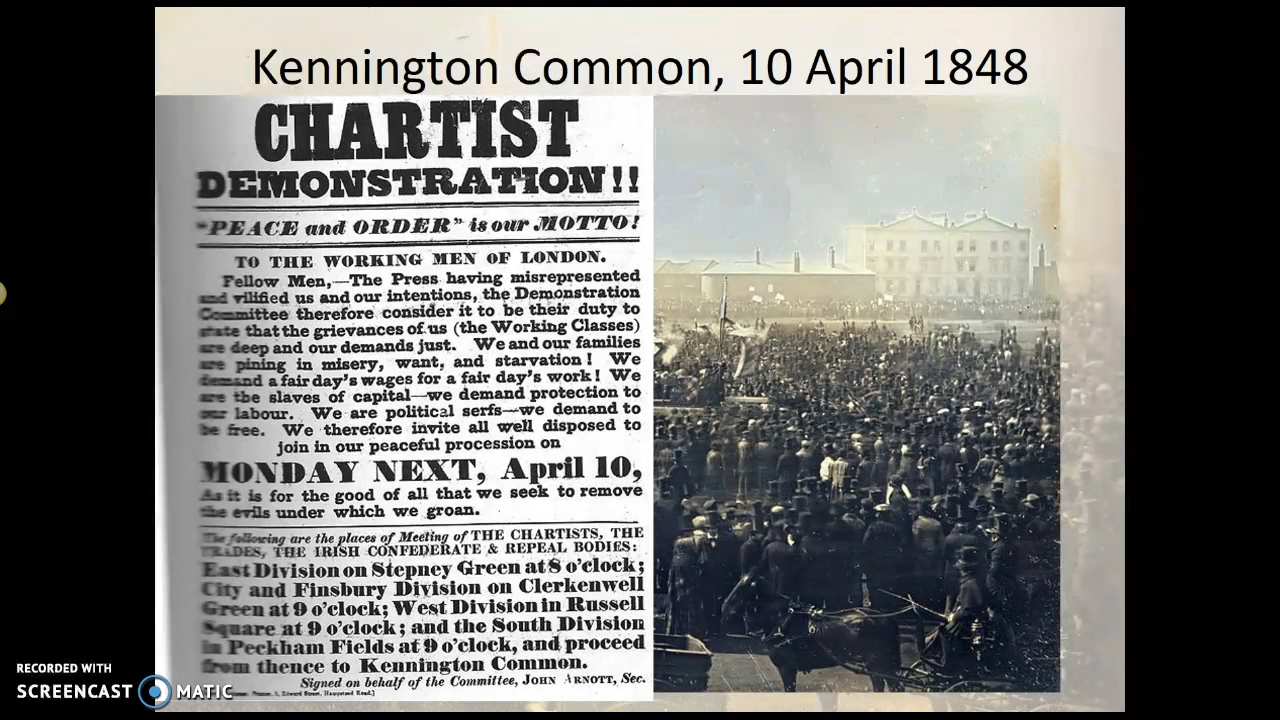 Kennington Common, 10 April 1848
CHARTIST
DEMONSTRATION!!
"PEACE and ORDER" is our MOTTO!
TO THE WORKING MEN OF LONDON.
Fellow Men,—The Press having misrepresented
and vilified us and our intentions, the Demonstration
Committee therefore consider it to be their duty to
state that the grievances of us (the Working Classes)
are deep and our demands just. We and our families
are pining in misery, want, and starvation! We
demand a fair day's wages for a fair day's work! We
are the slaves of capital—we demand protection to
our labour. We are political serfs—we demand to
be free. We therefore invite all well disposed to
join in our peaceful procession on
MONDAY NEXT, April 10,
As it is for the good of all that we seek to remove
the evils under which we groan.
The following are the places of Meeting of THE CHARTISTS, THE
TRADES, THE IRISH CONFEDERATE & REPEAL BODIES:
East Division on Stepney Green at 8 o'clock;
City and Finsbury Division on Clerkenwell
Green at 9 o'clock; West Division in Russell
Square at 9 o'clock; and the South Division
in Peckham Fields at 9 o'clock, and proceed
from thence to Kennington Common.
Signed on behalf of the Committee, JOHN ARNOTT, Sec.
RECORDED WITH
SCREENCAST MATIC